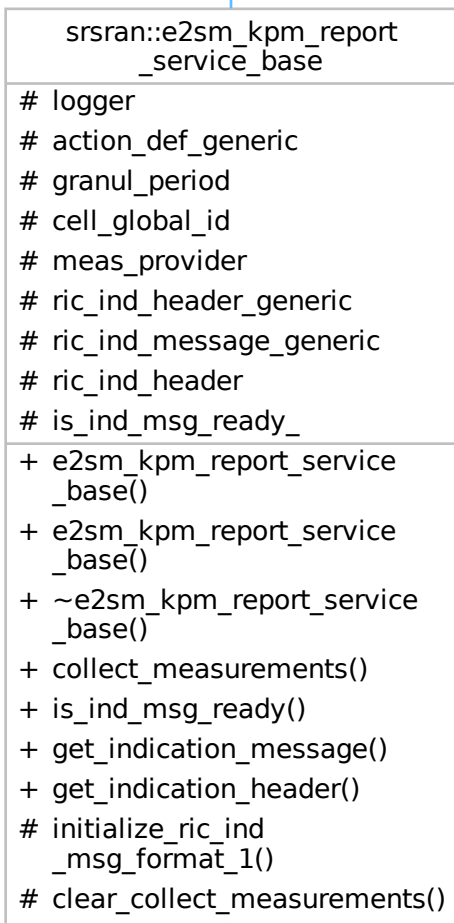 srsran::e2sm_kpm_report
_service_base
# logger
# action_def_generic
# granul_period
# cell_global_id
# meas_provider
# ric_ind_header_generic
# ric_ind_message_generic
# ric_ind_header
# is_ind_msg_ready_
+ e2sm_kpm_report_service
_base()
+ e2sm_kpm_report_service
_base()
+ ~e2sm_kpm_report_service
_base()
+ collect_measurements()
+ is_ind_msg_ready()
+ get_indication_message()
+ get_indication_header()
# initialize_ric_ind
_msg_format_1()
# clear_collect_measurements()